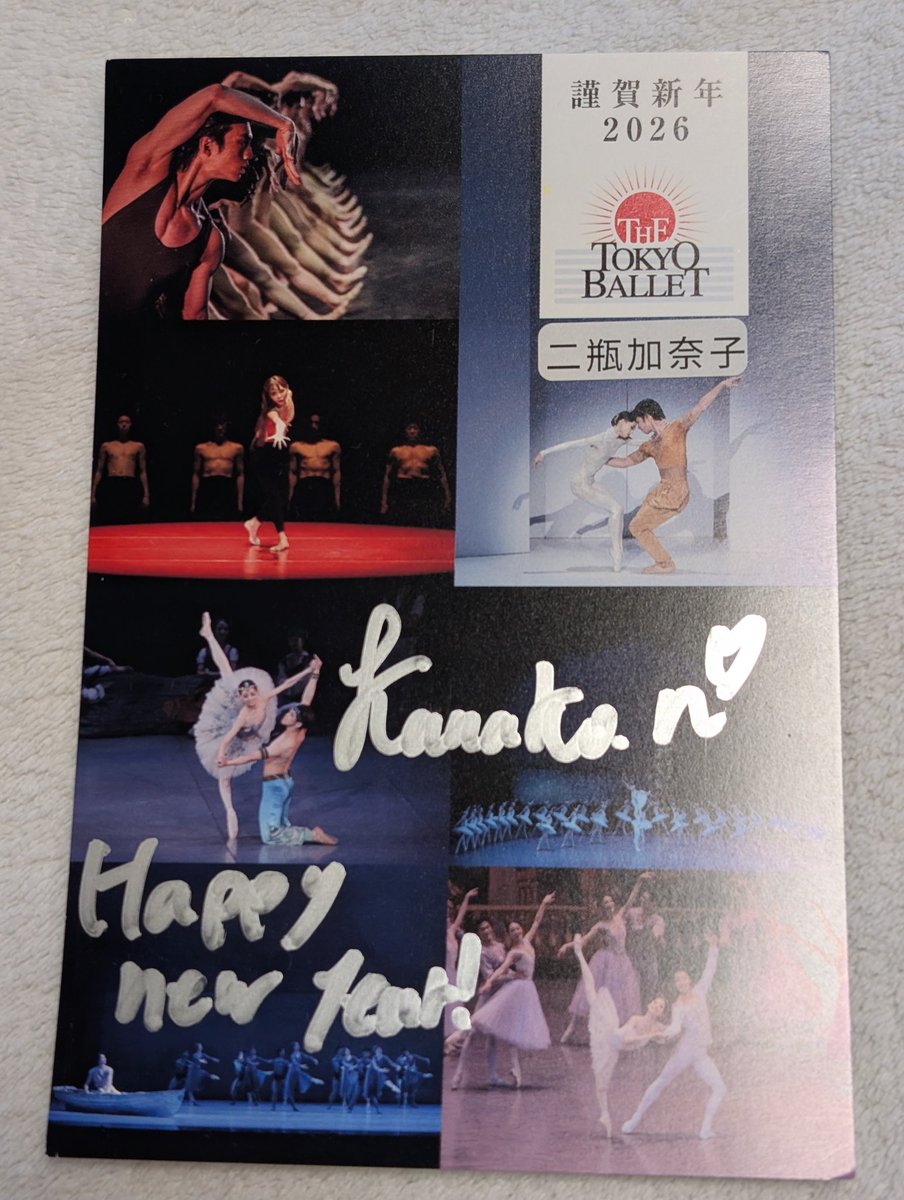 謹賀新年
2026
THE
TOKYO
BALLET
二瓶加奈子
Kanako.n
Happy
new Year!